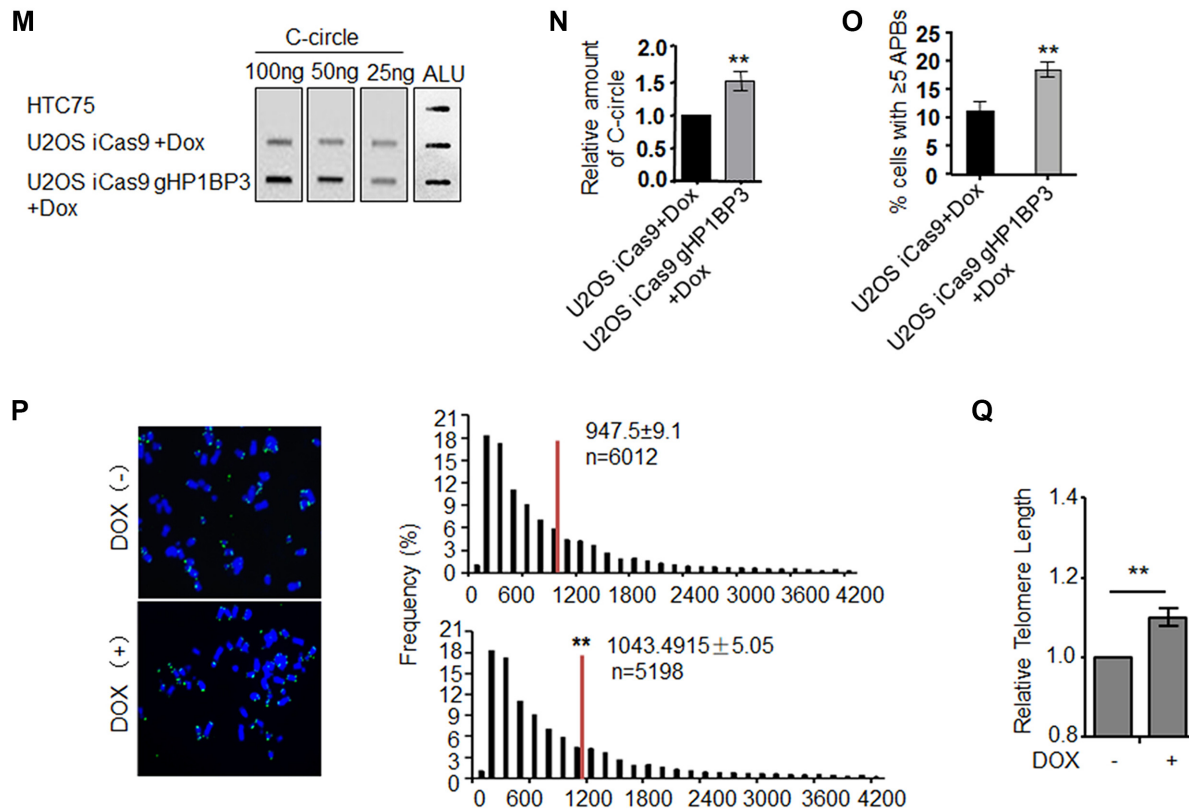 M
C-circle
100ng 50ng 25ng ALU
HTC75
U2OS iCas9 +Dox
U2OS iCas9 gHP1BP3
+Dox
N
Relative amount
of C-circle
2.0
1.5
1.0
1.5
0.0
**
U2OS iCas9+Dox
U2OS iCas9 gHP1BP3
+Dox
O
% cells with ≥5 APBs
25
20
15
10
5
0
**
U2OS iCas9+Dox
U2OS iCas9 gHP1BP3
+Dox
P
DOX (-)
DOX (+)
Frequency (%)
21
18
15
12
9
6
3
0
947.5±9.1
n=6012
0 600 1200 1800 2400 3000 3600 4200
21
18
15
12
9
6
3
0
** 1043.4915±5.05
n=5198
0 600 1200 1800 2400 3000 3600 4200
Q
Relative Telomere Length
1.4
1.2
1.0
0.8
**
DOX - +